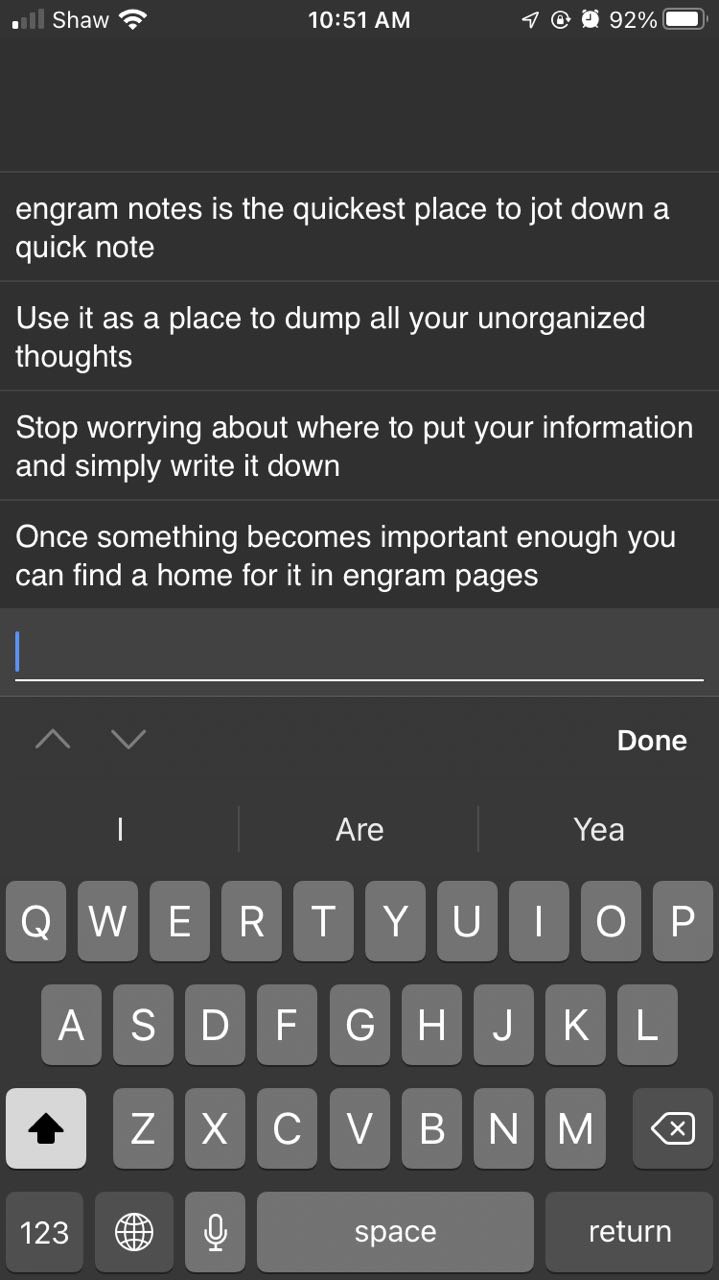 Shaw 10:51 AM 92%
engram notes is the quickest place to jot down a
quick note
Use it as a place to dump all your unorganized
thoughts
Stop worrying about where to put your information
and simply write it down
Once something becomes important enough you
can find a home for it in engram pages
Done
I Are Yea
Q W E R T Y U I O P
A S D F G H J K L
Z X C V B N M
123 space return